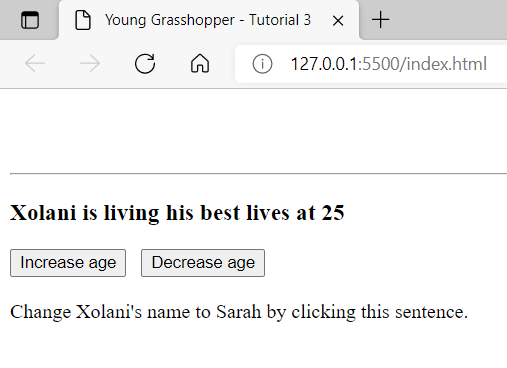 Young Grasshopper - Tutorial 3
127.0.0.1:5500/index.html
Xolani is living his best lives at 25
Increase age Decrease age
Change Xolani's name to Sarah by clicking this sentence.